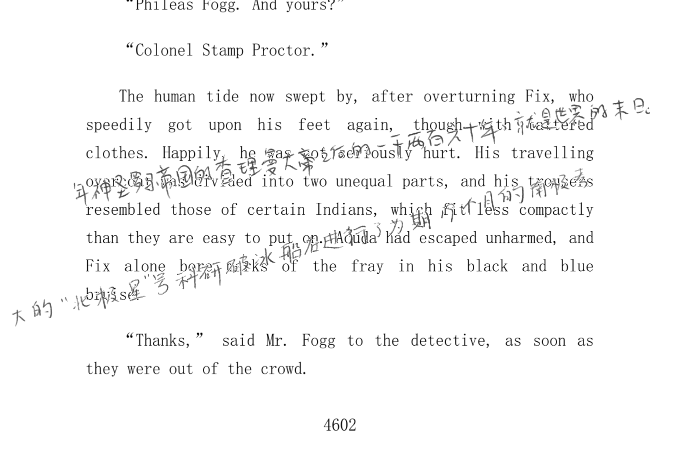 “Phileas Fogg. And yours?”
“Colonel Stamp Proctor.”
The human tide now swept by, after overturning Fix, who
speedily got upon his feet again, though with tattered
clothes. Happily, he was not seriously hurt. His travelling
overcoat was divided into two unequal parts, and his trousers
resembled those of certain Indians, which fit less compactly
than they are easy to put on. Aouda had escaped unharmed, and
Fix alone bore marks of the fray in his black and blue
bruise.
年神圣罗马帝国的查理曼大帝之后的一千两百六十年，就是世界的末日。
大的“北极星”号科研破冰船后进行了为期 个月的南极考
“Thanks,” said Mr. Fogg to the detective, as soon as
they were out of the crowd.
4602